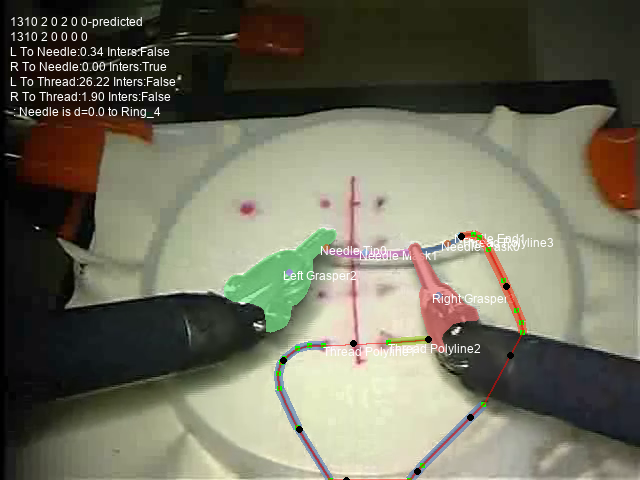 1310 2 0 2 0 0-predicted
1310 2 0 0 0 0
L To Needle:0.34 Inters:False
R To Needle:0.00 Inters:True
L To Thread:26.22 Inters:False
R To Thread:1.90 Inters:False
: Needle is d=0.0 to Ring_4
Needle Tip0
Needle Mask1
Left Grasper2
Right Grasper
Thread Polyline2